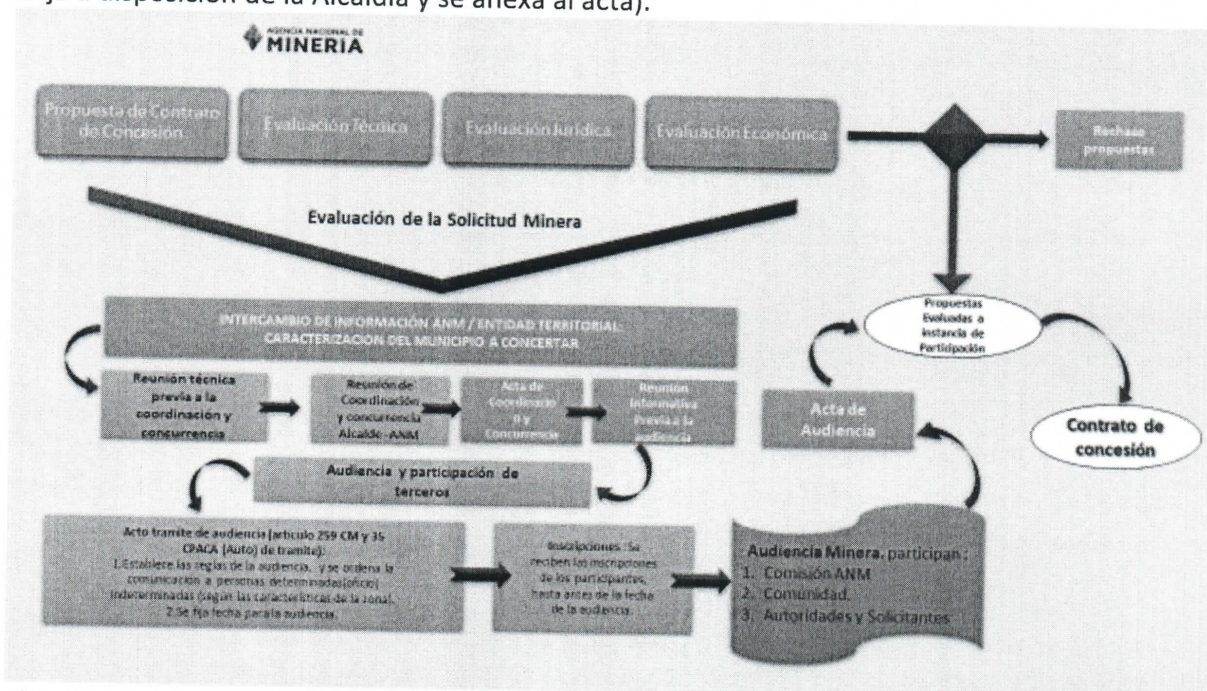 a disposición de la Alcaldía y se anexa al acta).
AGENCIA NACIONAL DE
MINERÍA
Propuesta de Contrato
de Concesión
Evaluación Técnica
Evaluación Jurídica
Evaluación Económica
Rechazo
propuestas
Evaluación de la Solicitud Minera
Propuestas
Evaluadas a
instancia de
Participación
INTERCAMBIO DE INFORMACIÓN ANM / ENTIDAD TERRITORIAL:
CARACTERIZACIÓN DEL MUNICIPIO A CONCERTAR
Reunión técnica
previa a la
coordinación y
concurrencia
Reunión de
Coordinación
y concurrencia
Alcalde -ANM
Acta de
Coordinació
n y
Concurrencia
Reunión
Informativa
Previa a la
audiencia
Acta de
Audiencia
Contrato de
concesión
Audiencia y participación de
terceros
Acto tramite de audiencia (artículo 259 CM y 35
CPACA (Auto) de tramite):
1.Establece las reglas de la audiencia, y se ordena la
comunicación a personas determinadas(oficio)
indeterminadas (según las características de la zona).
2.Se fija fecha para la audiencia.
Inscripciones: Se
reciben las inscripciones
de los participantes,
hasta antes de la fecha
de la audiencia.
Audiencia Minera, participan :
1. Comisión ANM
2. Comunidad.
3. Autoridades y Solicitantes